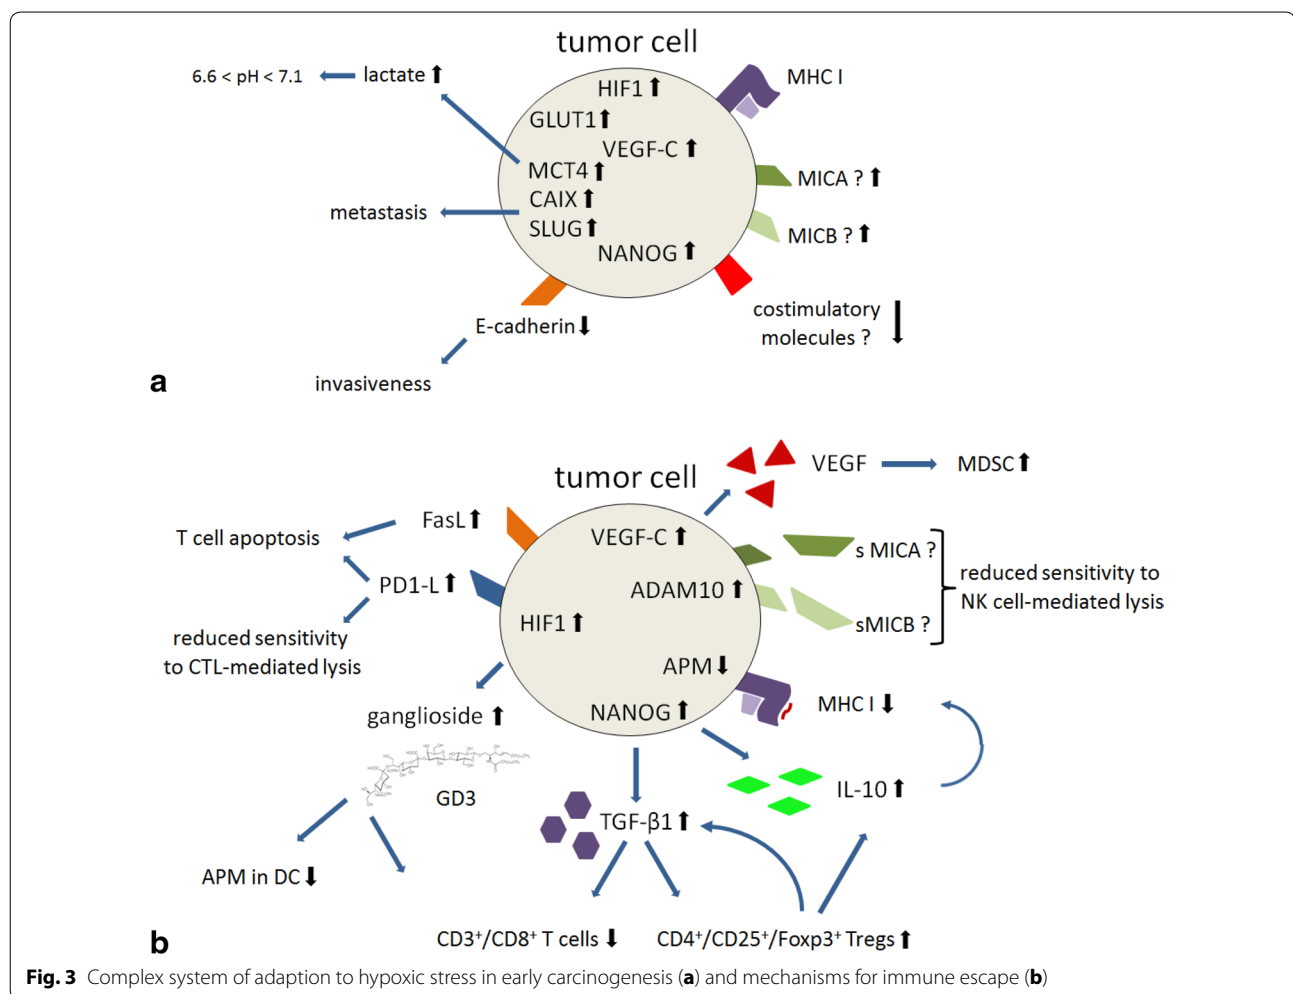 tumor cell
6.6 < pH < 7.1
lactate
HIF1
GLUT1
VEGF-C
MCT4
CAIX
SLUG
NANOG
MHC I
MICA ?
MICB ?
metastasis
costimulatory
molecules ?
E-cadherin
invasiveness
a
tumor cell
VEGF
MDSC
FasL
T cell apoptosis
PD1-L
reduced sensitivity
to CTL-mediated lysis
VEGF-C
ADAM10
HIF1
APM
NANOG
s MICA ?
sMICB ?
reduced sensitivity to
NK cell-mediated lysis
MHC I
ganglioside
GD3
IL-10
TGF-β1
APM in DC
CD3⁺/CD8⁺ T cells
CD4⁺/CD25⁺/Foxp3⁺ Tregs
b
Fig. 3 Complex system of adaption to hypoxic stress in early carcinogenesis (a) and mechanisms for immune escape (b)